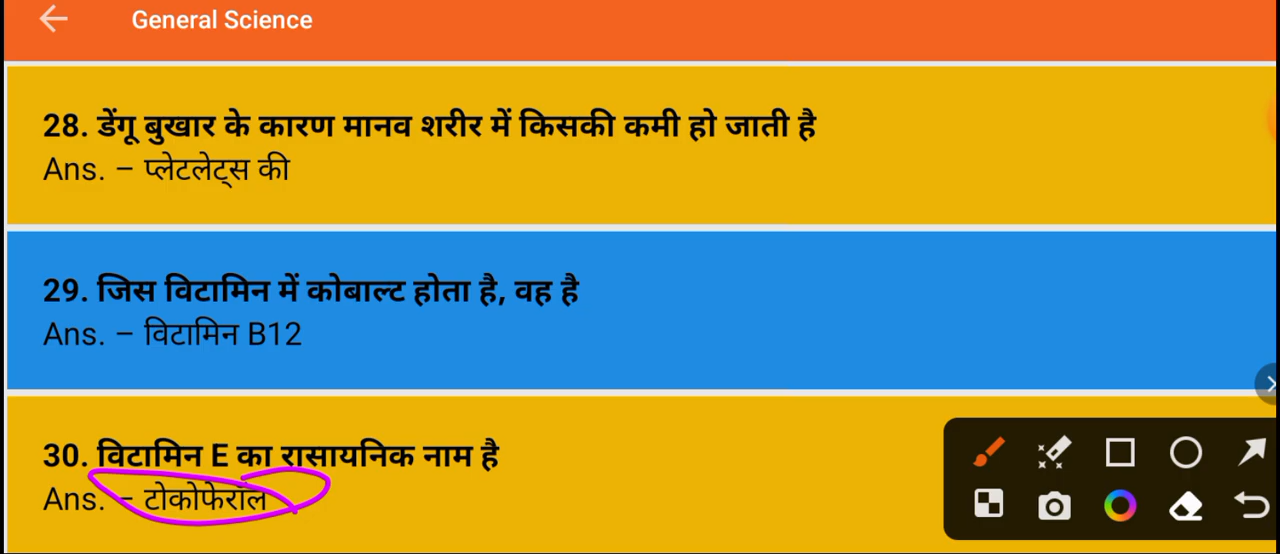 General Science
28. डेंगू बुखार के कारण मानव शरीर में किसकी कमी हो जाती है
Ans. – प्लेटलेट्स की
29. जिस विटामिन में कोबाल्ट होता है, वह है
Ans. – विटामिन B12
30. विटामिन E का रासायनिक नाम है
Ans. – टोकोफेरॉल